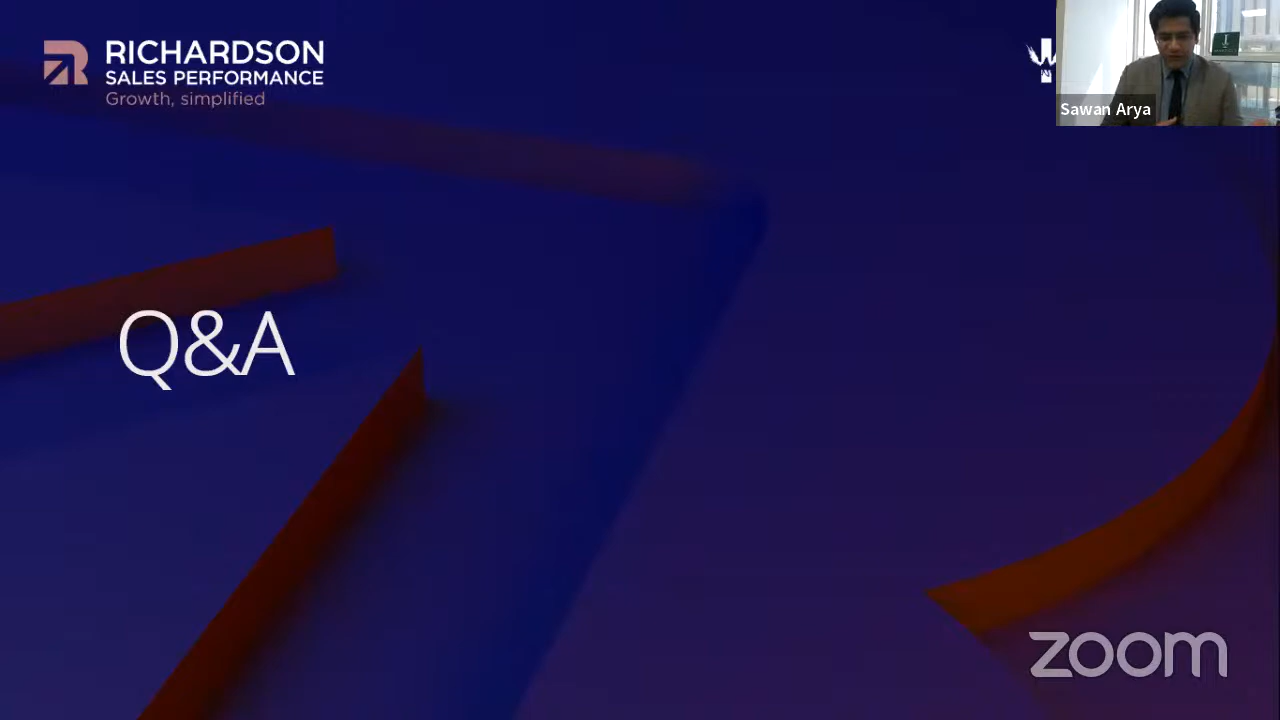 RICHARDSON
SALES PERFORMANCE
Growth, simplified
Sawan Arya
Q&A
zoom